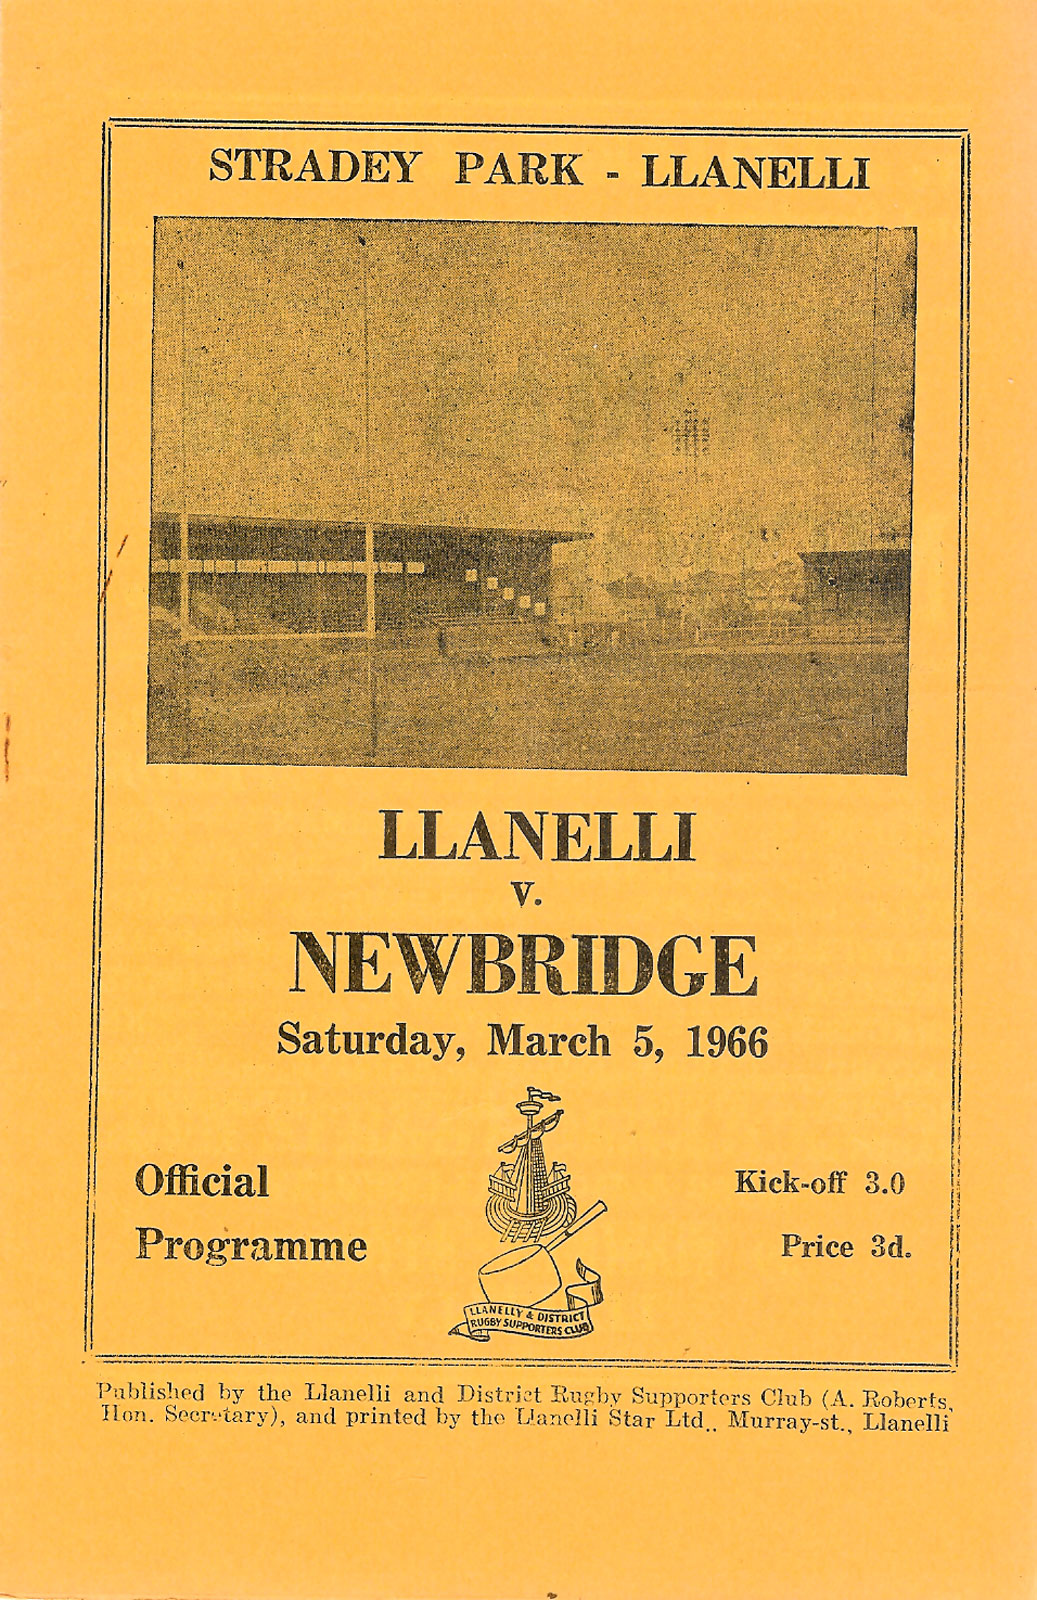 STRADEY PARK - LLANELLI
LLANELLI
v.
NEWBRIDGE
Saturday, March 5, 1966
Official
Programme
Kick-off 3.0
Price 3d.
LLANELLY & DISTRICT
RUGBY SUPPORTERS CLUB
Published by the Llanelli and District Rugby Supporters Club (A. Roberts,
Hon. Secretary), and printed by the Llanelli Star Ltd., Murray-st., Llanelli